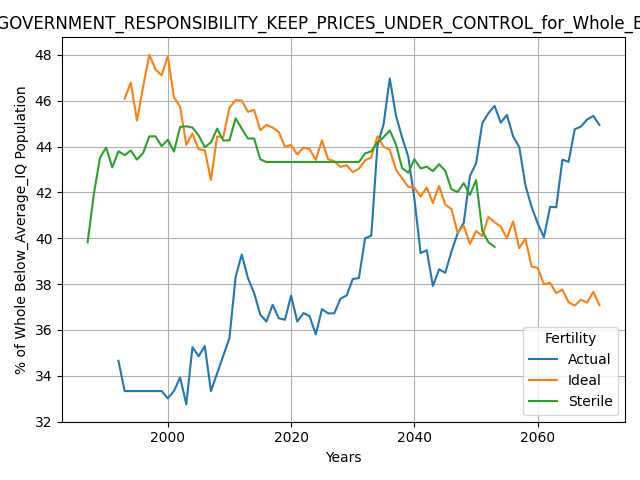 GOVERNMENT_RESPONSIBILITY_KEEP_PRICES_UNDER_CONTROL_for_Whole_B
% of Whole Below_Average_IQ Population
48
46
44
42
40
38
36
34
32
2000
2020
2040
2060
Years
Fertility
Actual
Ideal
Sterile